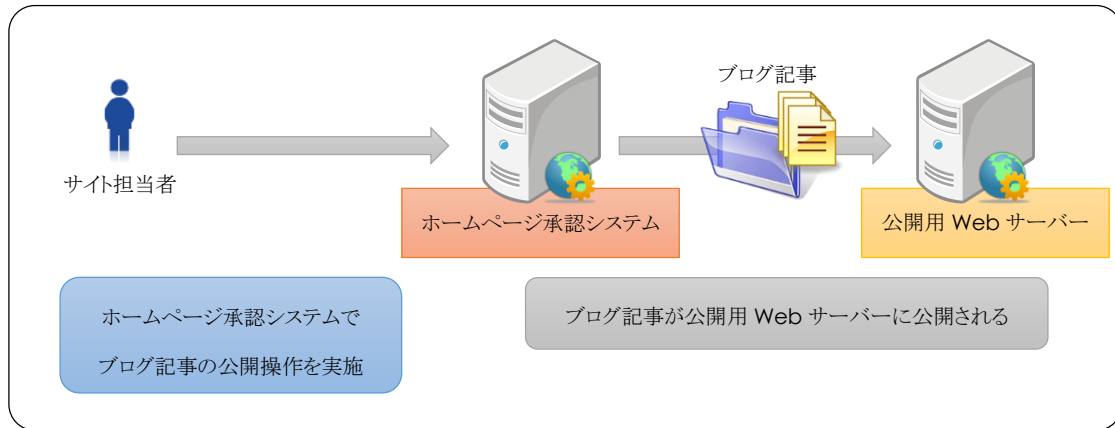 ブログ記事
サイト担当者
ホームページ承認システム
公開用 Web サーバー
ホームページ承認システムで
ブログ記事の公開操作を実施
ブログ記事が公開用 Web サーバーに公開される